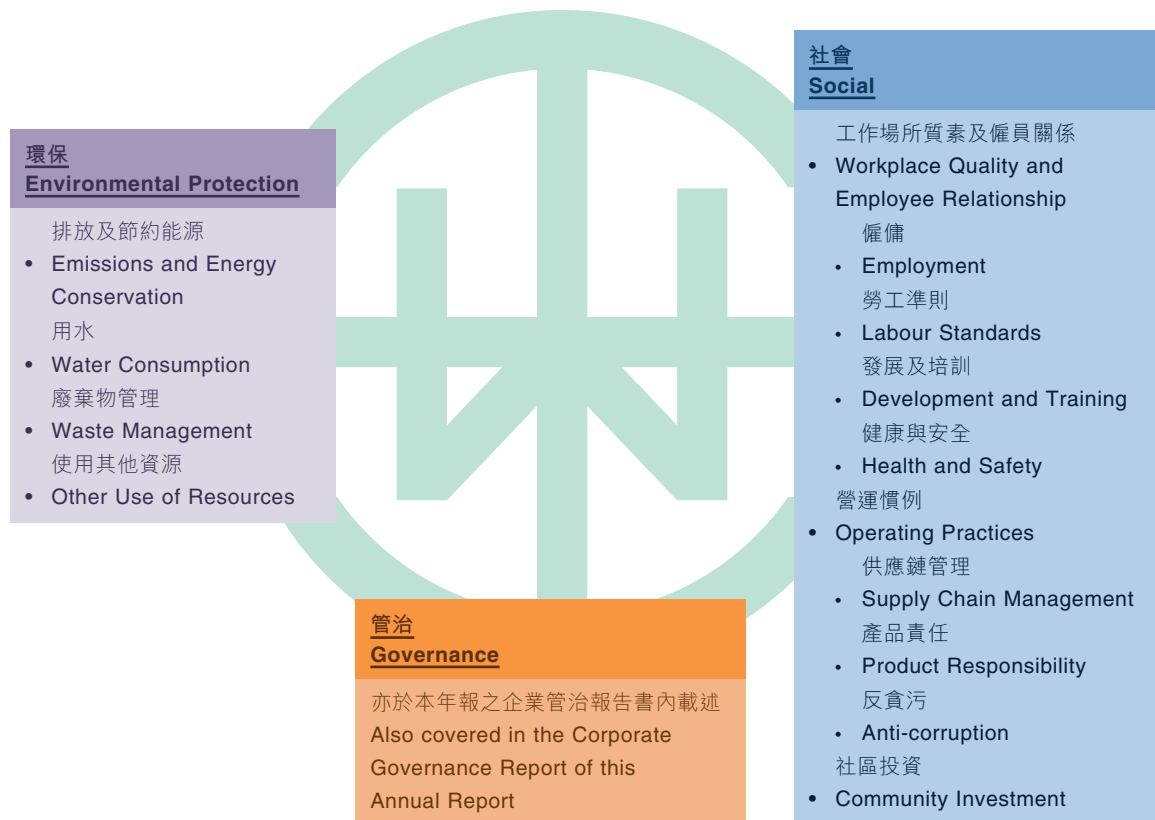 環保
Environmental Protection
排放及節約能源
• Emissions and Energy
Conservation
用水
• Water Consumption
廢棄物管理
• Waste Management
使用其他資源
• Other Use of Resources
管治
Governance
亦於本年報之企業管治報告書內載述
Also covered in the Corporate
Governance Report of this
Annual Report
社會
Social
工作場所質素及僱員關係
• Workplace Quality and
Employee Relationship
僱傭
• Employment
勞工準則
• Labour Standards
發展及培訓
• Development and Training
健康與安全
• Health and Safety
營運慣例
• Operating Practices
供應鏈管理
• Supply Chain Management
產品責任
• Product Responsibility
反貪污
• Anti-corruption
社區投資
• Community Investment